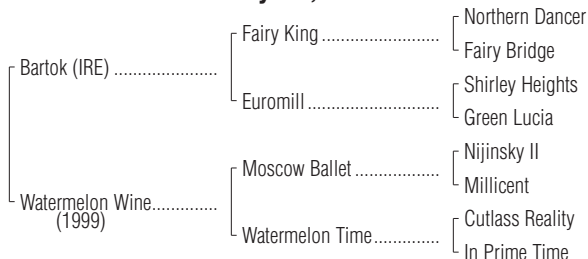 Northern Dancer
Fairy King .......................
Fairy Bridge
Bartok (IRE) .....................
Shirley Heights
Euromill ..........................
Green Lucia
Nijinsky II
Moscow Ballet .................
Millicent
Watermelon Wine.............
(1999)
Cutlass Reality
Watermelon Time.............
In Prime Time